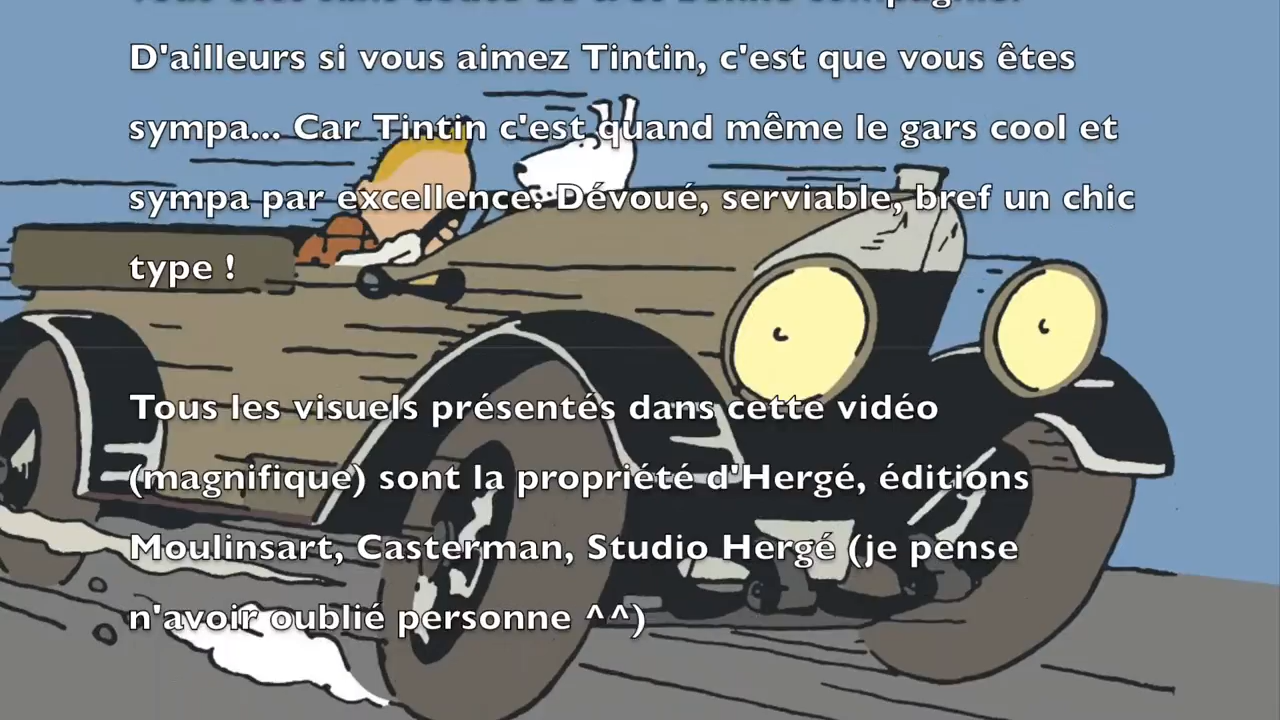 D'ailleurs si vous aimez Tintin, c'est que vous êtes
sympa... Car Tintin c'est quand même le gars cool et
sympa par excellence. Dévoué, serviable, bref un chic
type !
Tous les visuels présentés dans cette vidéo
(magnifique) sont la propriété d'Hergé, éditions
Moulinsart, Casterman, Studio Hergé (je pense
n'avoir oublié personne ^^)